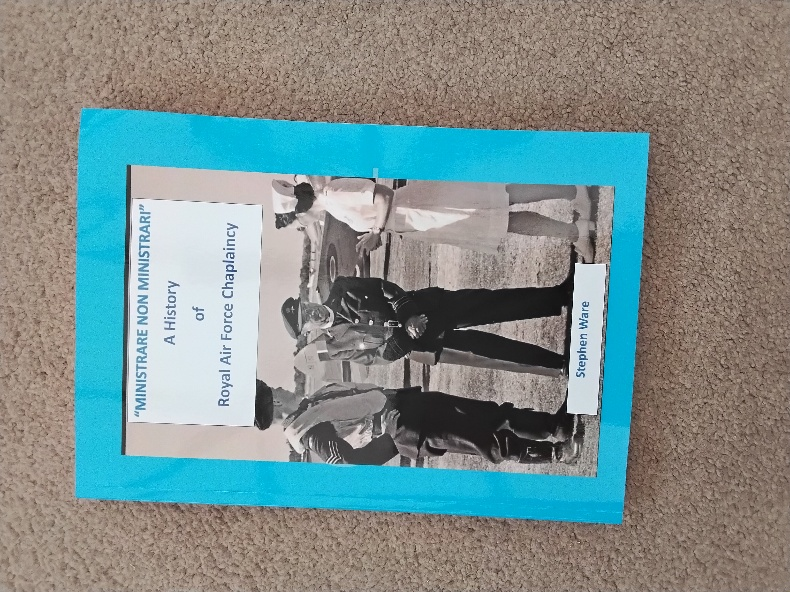 "MINISTRARE NON MINISTRARI"
A History
of
Royal Air Force Chaplaincy
Stephen Ware